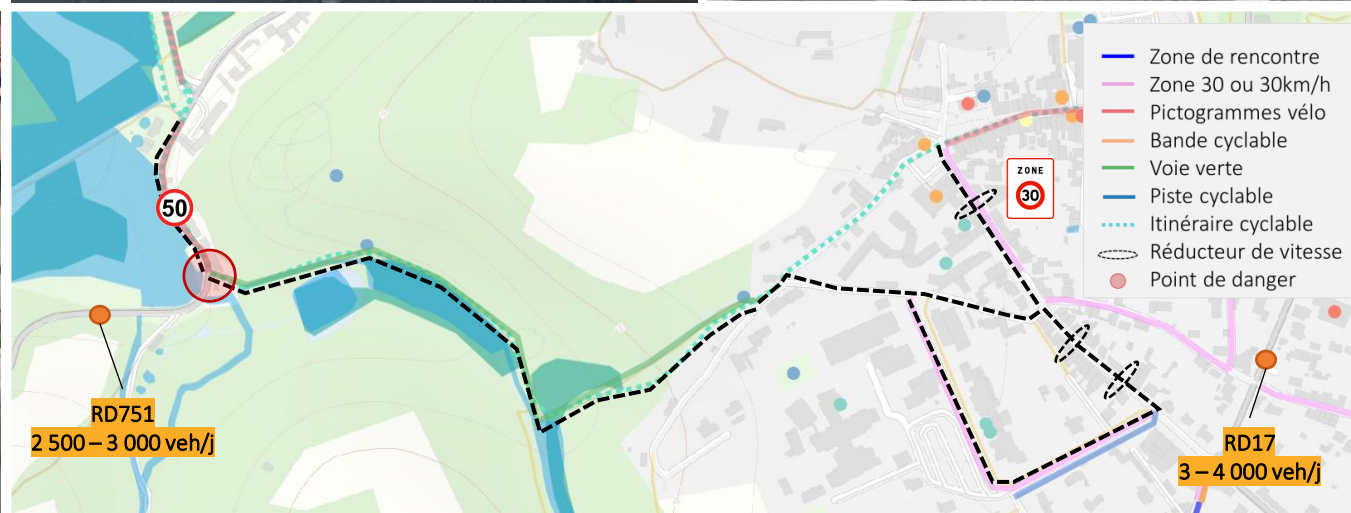 Zone de rencontre
Zone 30 ou 30km/h
Pictogrammes vélo
Bande cyclable
Voie verte
Piste cyclable
Itinéraire cyclable
Réducteur de vitesse
Point de danger
ZONE
30
50
RD751
2 500 – 3 000 veh/j
RD17
3 – 4 000 veh/j